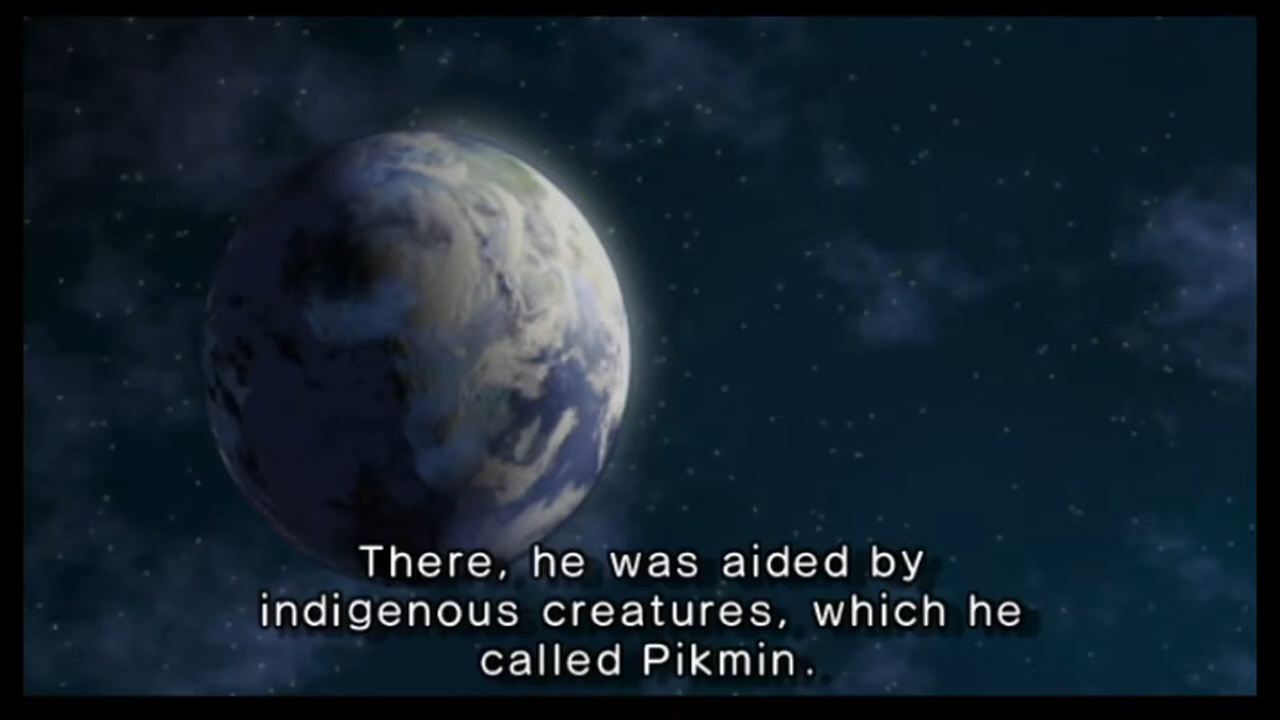 There, he was aided by
indigenous creatures, which he
called Pikmin.